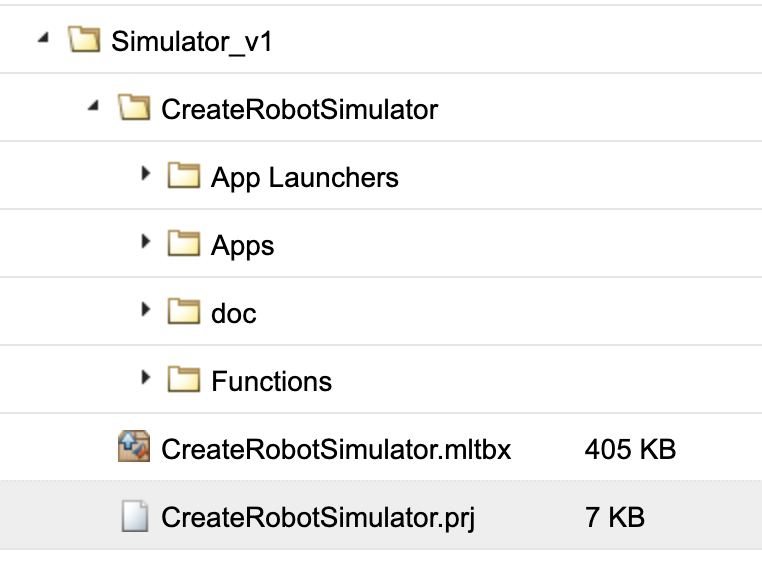 Simulator_v1
CreateRobotSimulator
App Launchers
Apps
doc
Functions
CreateRobotSimulator.mltbx 405 KB
CreateRobotSimulator.prj 7 KB